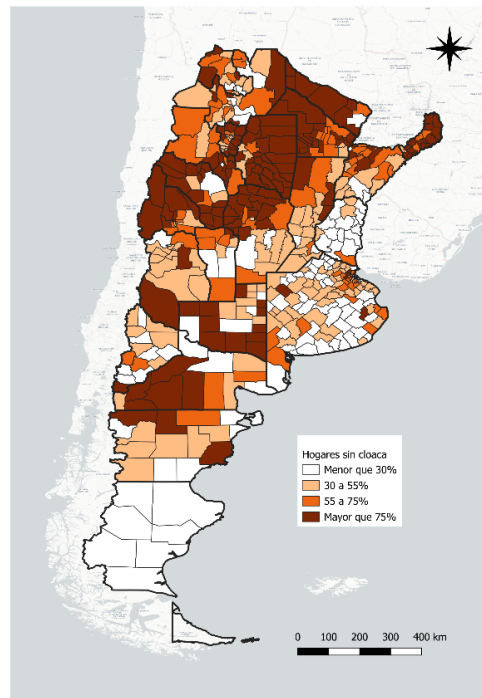 Hogares sin cloaca
Menor que 30%
30 a 55%
55 a 75%
Mayor que 75%
0 100 200 300 400 km